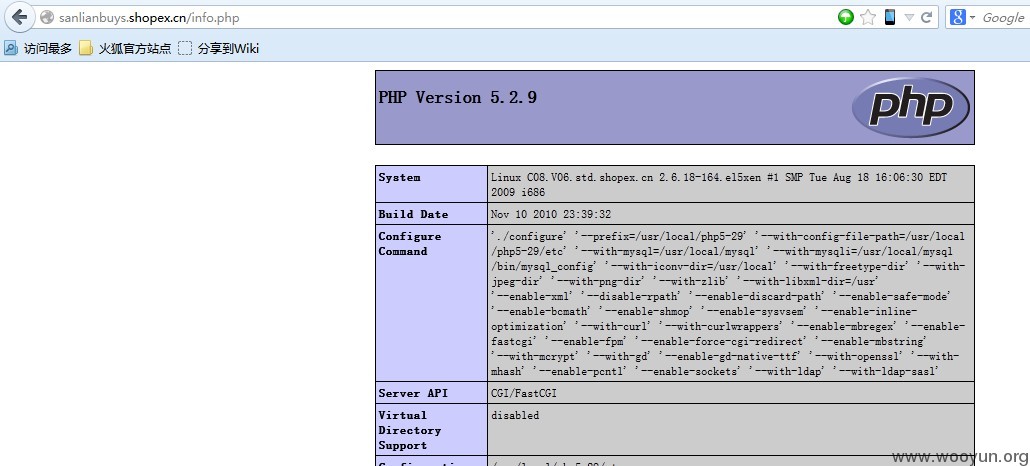 sanlianbuys.shopex.cn/info.php
Google
访问最多 火狐官方站点 分享到Wiki
PHP Version 5.2.9
php
System Linux C08.V06.std.shopex.cn 2.6.18-164.el5xen #1 SMP Tue Aug 18 16:06:30 EDT
2009 i686
Build Date Nov 10 2010 23:39:32
Configure Command './configure' '--prefix=/usr/local/php5-29' '--with-config-file-path=/usr/local
/php5-29/etc' '--with-mysql=/usr/local/mysql' '--with-mysqli=/usr/local/mysql
/bin/mysql_config' '--with-iconv-dir=/usr/local' '--with-freetype-dir' '--with-
jpeg-dir' '--with-png-dir' '--with-zlib' '--with-libxml-dir=/usr'
'--enable-xml' '--disable-rpath' '--enable-discard-path' '--enable-safe-mode'
'--enable-bcmath' '--enable-shmop' '--enable-sysvsem' '--enable-inline-
optimization' '--with-curl' '--with-curlwrappers' '--enable-mbregex' '--enable-
fastcgi' '--enable-fpm' '--enable-force-cgi-redirect' '--enable-mbstring'
'--with-mcrypt' '--with-gd' '--enable-gd-native-ttf' '--with-openssl' '--with-
mhash' '--enable-pcntl' '--enable-sockets' '--with-ldap' '--with-ldap-sasl'
Server API CGI/FastCGI
Virtual Directory Support disabled
www.wooyun.org